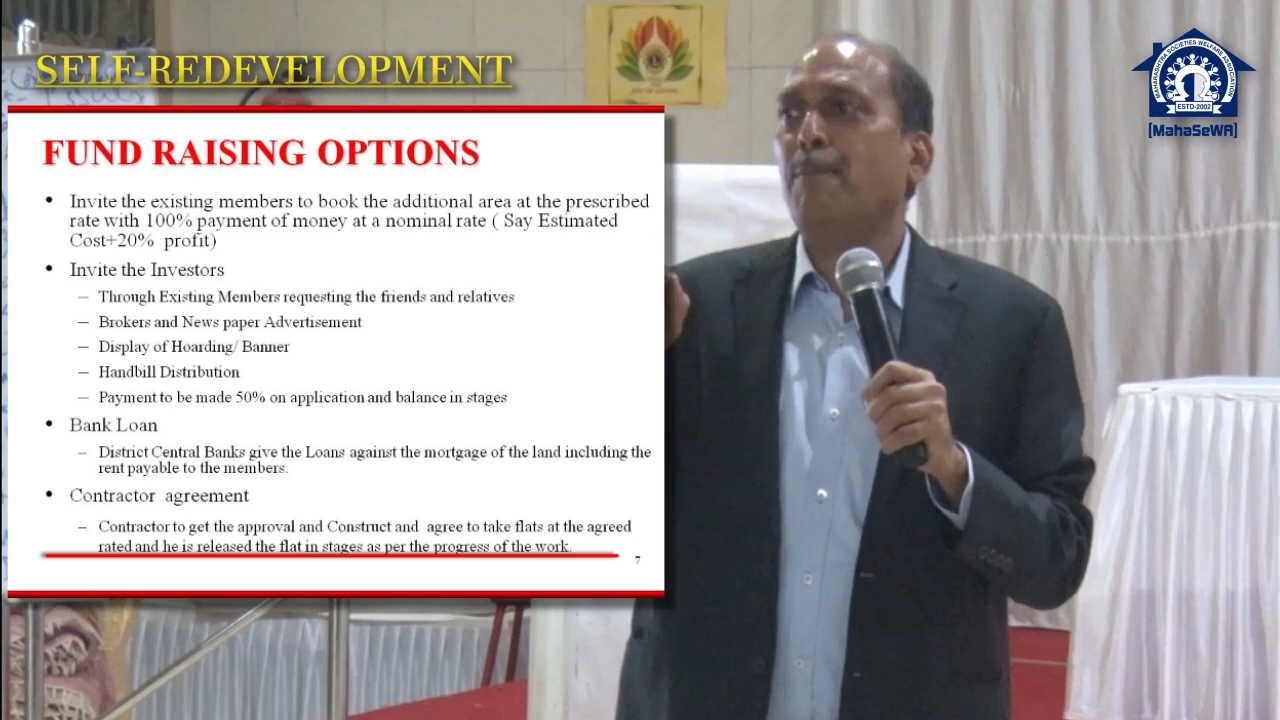 SELF-REDEVELOPMENT
FUND RAISING OPTIONS
• Invite the existing members to book the additional area at the prescribed
rate with 100% payment of money at a nominal rate ( Say Estimated
Cost+20% profit)
• Invite the Investors
– Through Existing Members requesting the friends and relatives
– Brokers and News paper Advertisement
– Display of Hoarding/ Banner
– Handbill Distribution
– Payment to be made 50% on application and balance in stages
• Bank Loan
– District Central Banks give the Loans against the mortgage of the land including the
rent payable to the members.
• Contractor agreement
– Contractor to get the approval and Construct and agree to take flats at the agreed
rated and he is released the flat in stages as per the progress of the work.
7
MAHARASHTRA SOCIETIES WELFARE ASSOCIATION
ESTD-2002
[MahaSeWA]